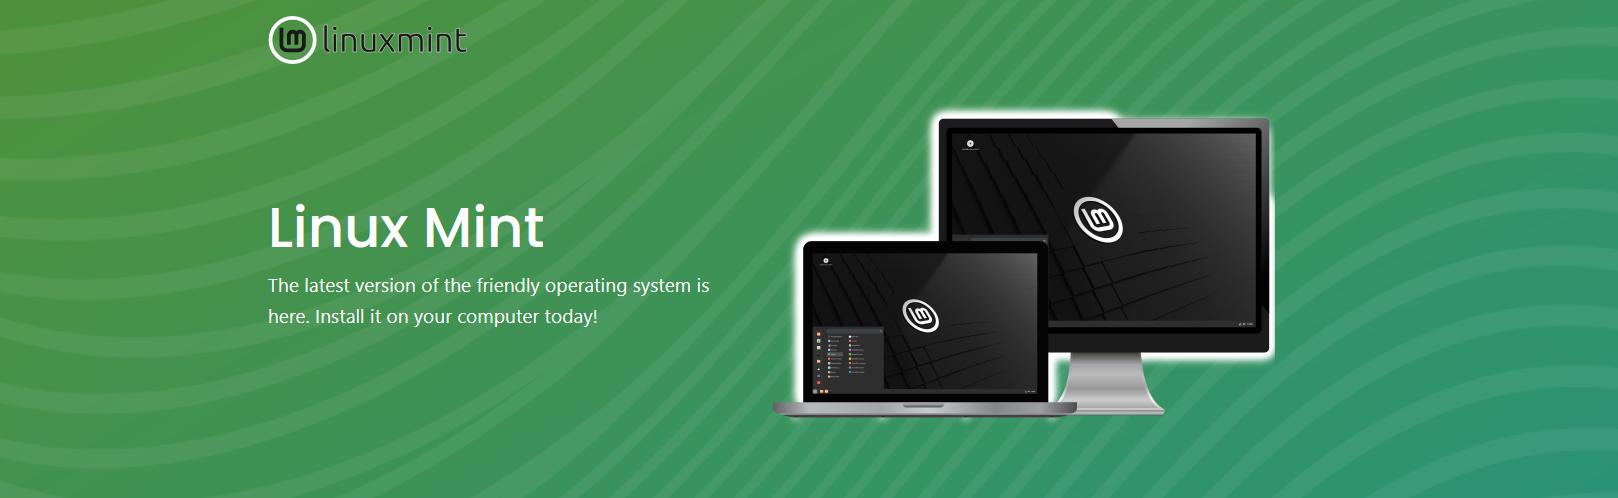 linuxmint
Linux Mint
The latest version of the friendly operating system is
here. Install it on your computer today!